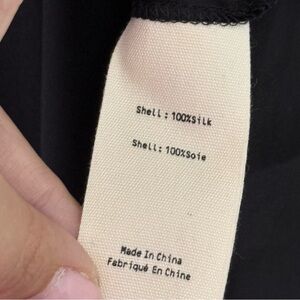 Shell: 100%Silk
Shell: 100%Soie
Made In China
Fabriqué En Chine